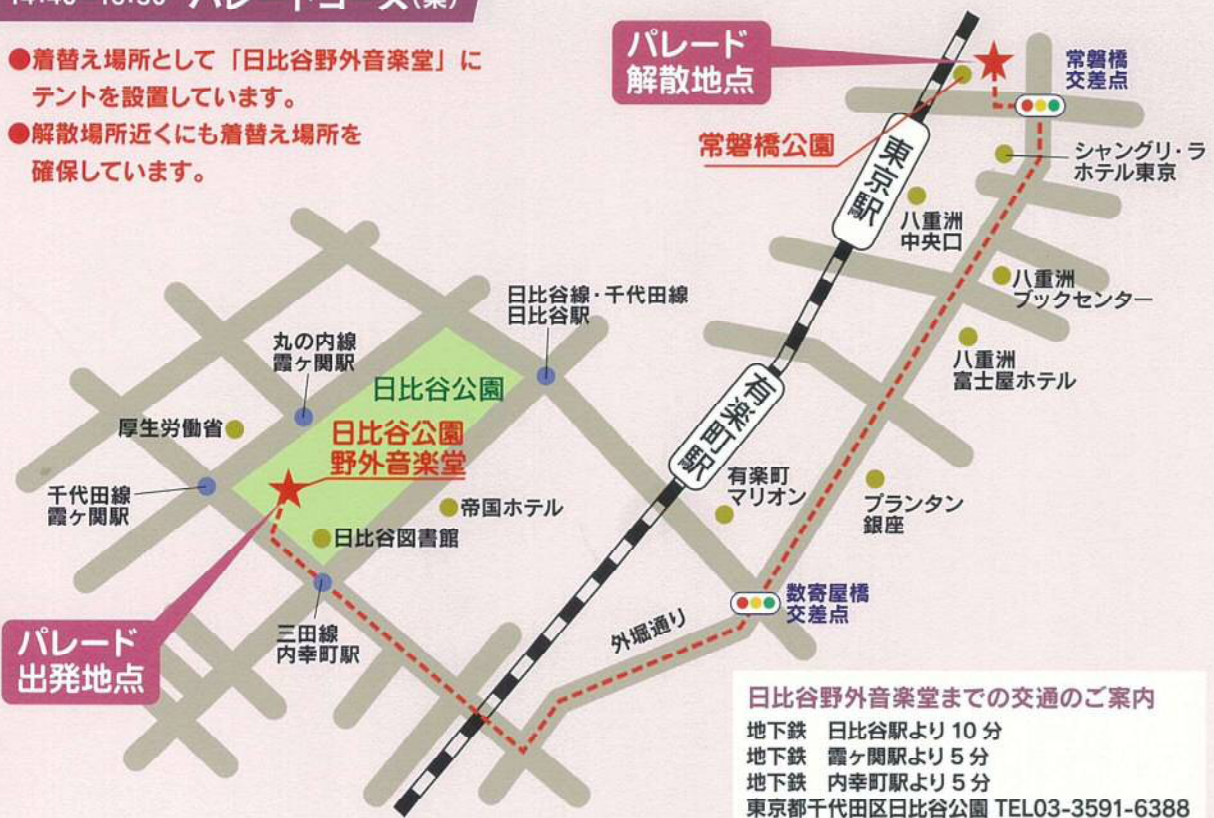 パレードコース(案)
●着替え場所として「日比谷野外音楽堂」に
テントを設置しています。
●解散場所近くにも着替え場所を
確保しています。
パレード
解散地点
常磐橋
交差点
常磐橋公園
東京駅
シャングリ・ラ
ホテル東京
八重洲
中央口
八重洲
ブックセンター
日比谷線・千代田線
日比谷駅
丸の内線
霞ヶ関駅
八重洲
富士屋ホテル
日比谷公園
有楽町駅
厚生労働省
日比谷公園
野外音楽堂
千代田線
霞ヶ関駅
有楽町
マリオン
プランタン
銀座
帝国ホテル
日比谷図書館
数寄屋橋
交差点
外堀通り
三田線
内幸町駅
パレード
出発地点
日比谷野外音楽堂までの交通のご案内
地下鉄 日比谷駅より10分
地下鉄 霞ヶ関駅より5分
地下鉄 内幸町駅より5分
東京都千代田区日比谷公園 TEL03-3591-6388